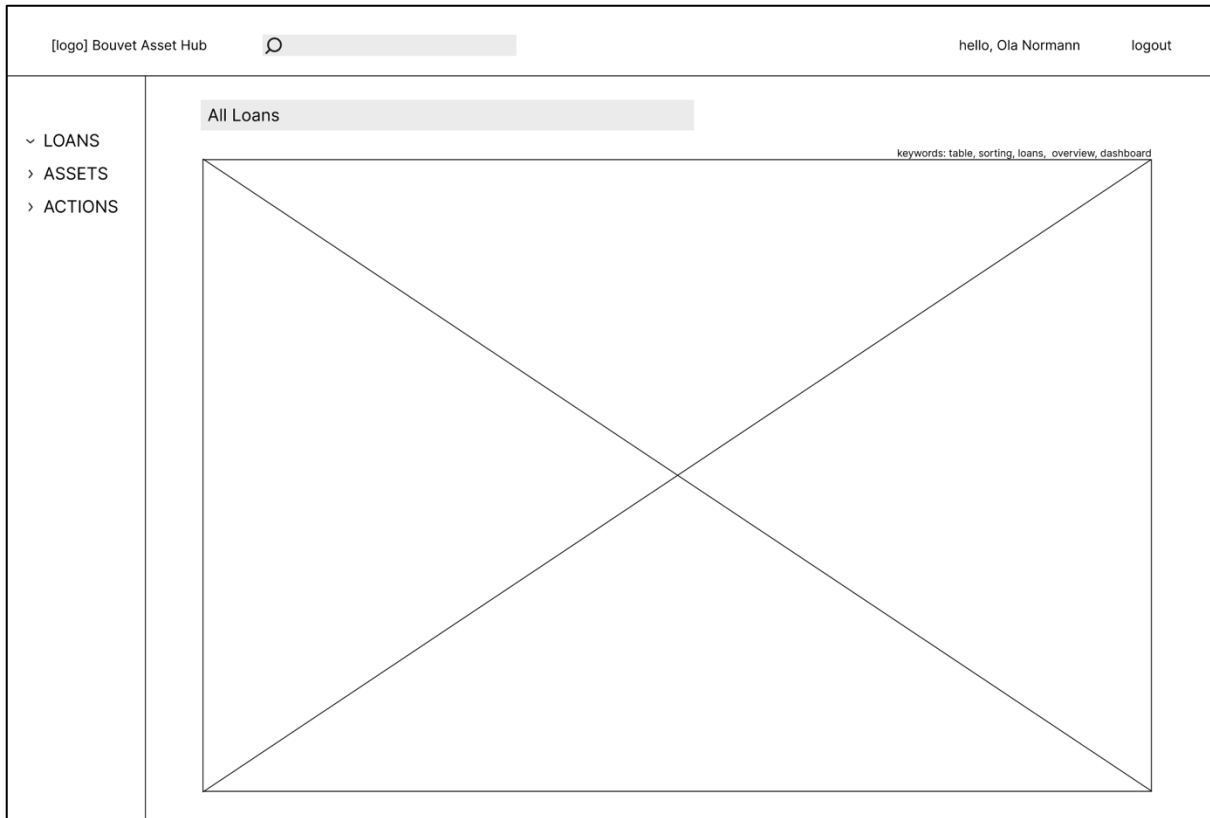 [logo] Bouvet Asset Hub
hello, Ola Normann
logout
LOANS
ASSETS
ACTIONS
All Loans
keywords: table, sorting, loans, overview, dashboard